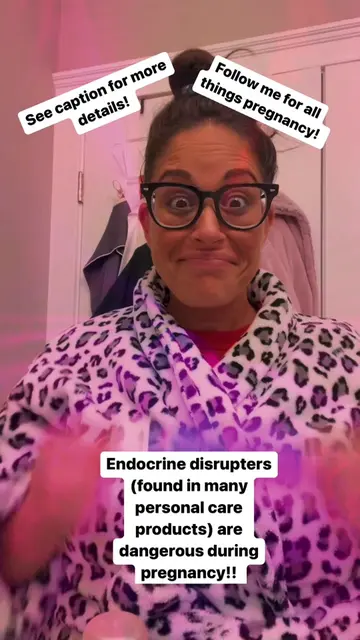 See caption for more
details!
Follow me for all
things pregnancy!
Endocrine disrupters
(found in many
personal care
products) are
dangerous during
pregnancy!!